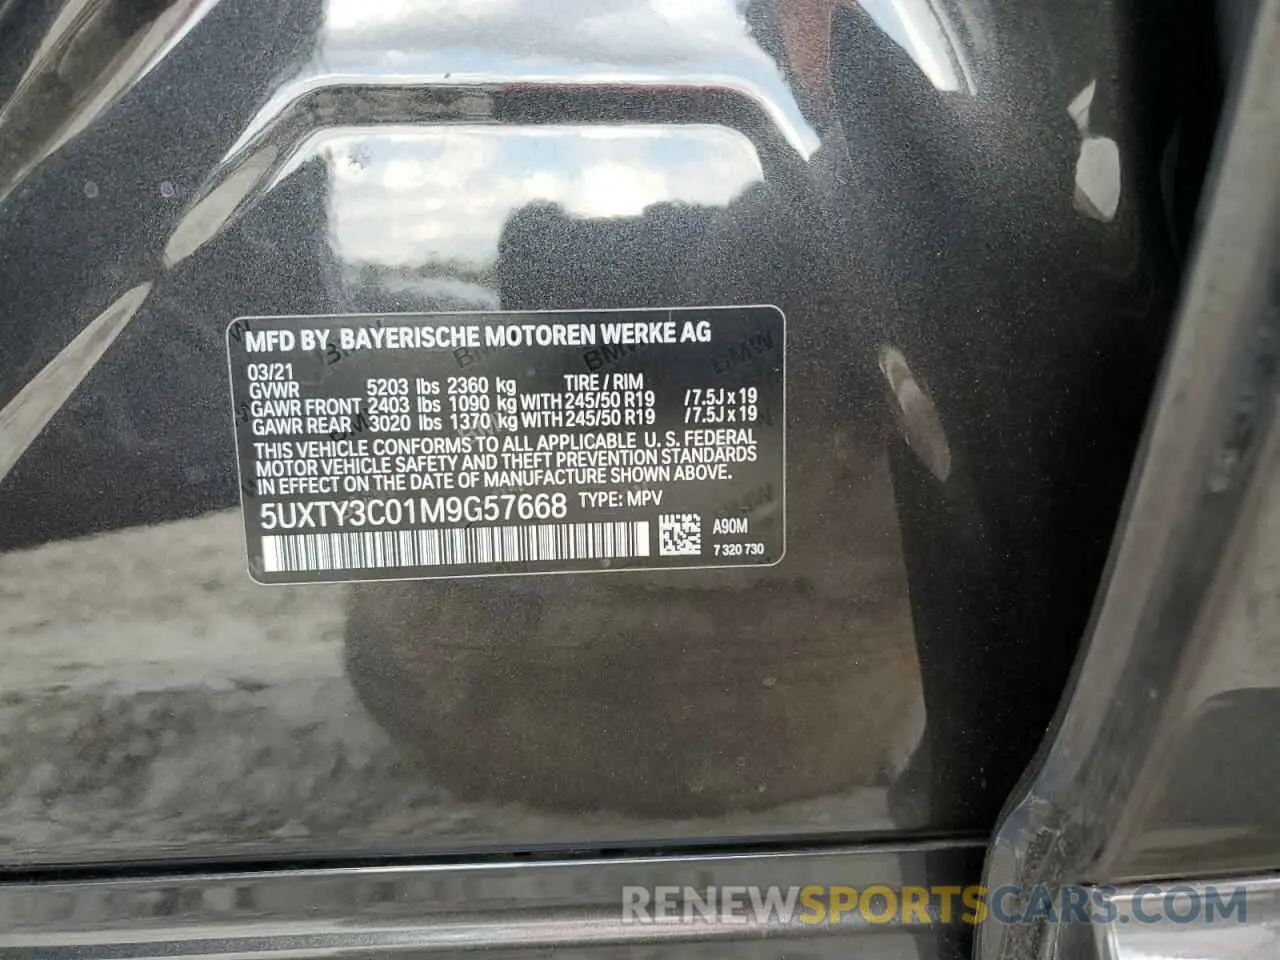 MFD BY BAYERISCHE MOTOREN WERKE AG
03/21
GVWR 5203 lbs 2360 kg TIRE / RIM
GAWR FRONT 2403 lbs 1090 kg WITH 245/50 R19 /7.5J x 19
GAWR REAR 3020 lbs 1370 kg WITH 245/50 R19 /7.5J x 19
THIS VEHICLE CONFORMS TO ALL APPLICABLE U. S. FEDERAL
MOTOR VEHICLE SAFETY AND THEFT PREVENTION STANDARDS
IN EFFECT ON THE DATE OF MANUFACTURE SHOWN ABOVE.
5UXTY3C01M9G57668 TYPE: MPV
A90M
7 320 730
RENEWSPORTSCARS.COM